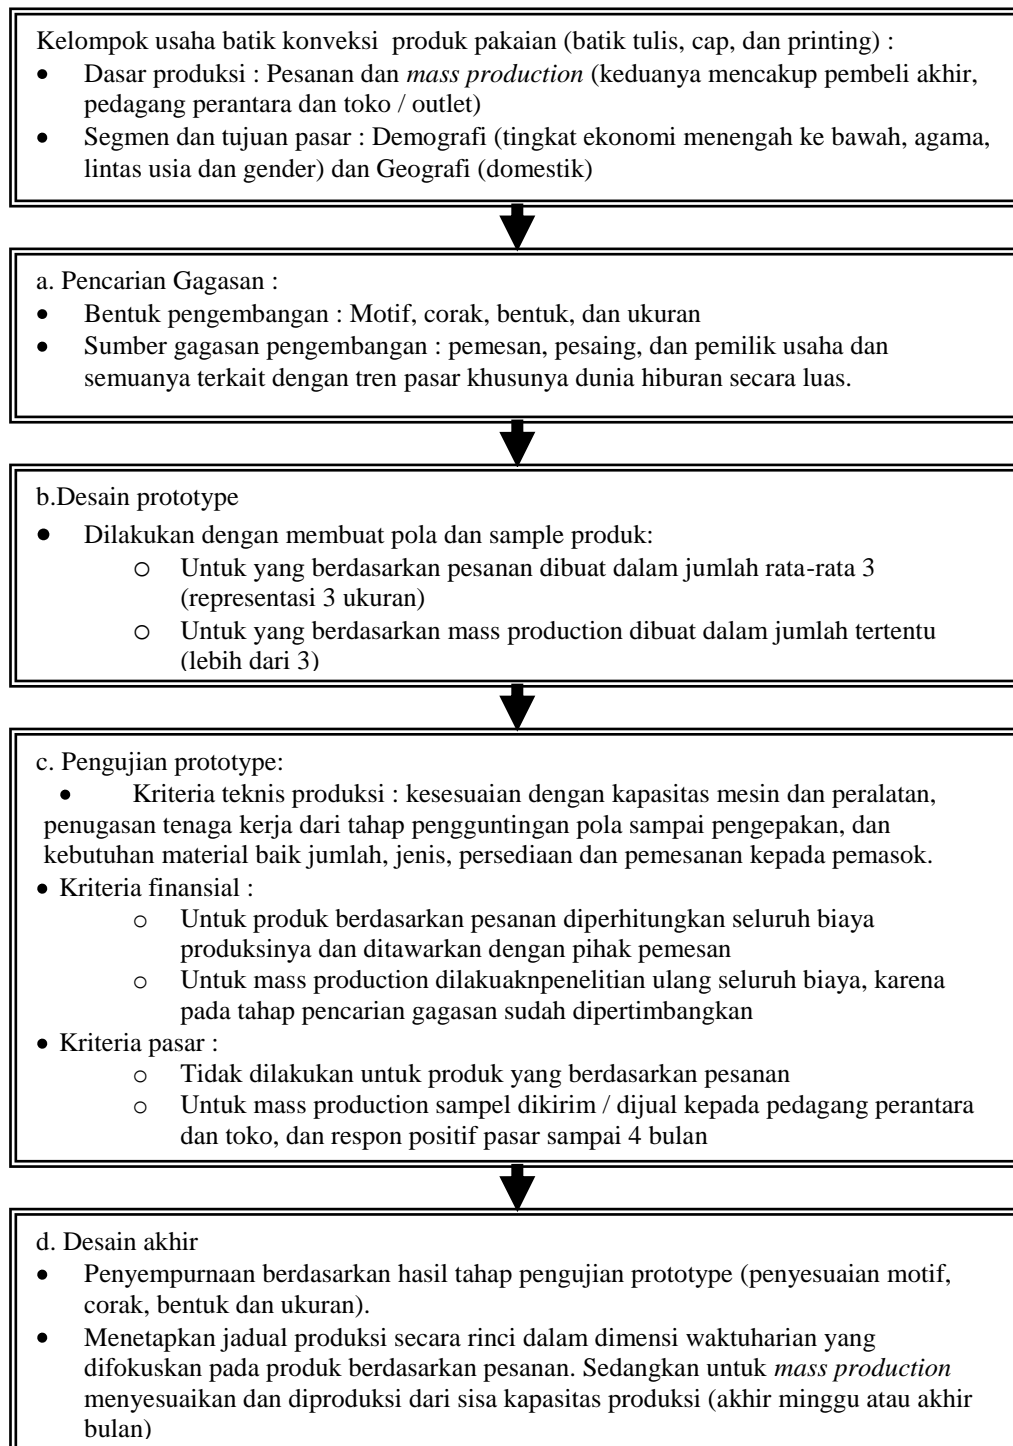 Kelompok usaha batik konveksi  produk pakaian (batik tulis, cap, dan printing) :
• Dasar produksi : Pesanan dan mass production (keduanya mencakup pembeli akhir,
pedagang perantara dan toko / outlet)
• Segmen dan tujuan pasar : Demografi (tingkat ekonomi menengah ke bawah, agama,
lintas usia dan gender) dan Geografi (domestik)
a. Pencarian Gagasan :
• Bentuk pengembangan : Motif, corak, bentuk, dan ukuran
• Sumber gagasan pengembangan : pemesan, pesaing, dan pemilik usaha dan
semuanya terkait dengan tren pasar khusunya dunia hiburan secara luas.
b.Desain prototype
• Dilakukan dengan membuat pola dan sample produk:
o Untuk yang berdasarkan pesanan dibuat dalam jumlah rata-rata 3
(representasi 3 ukuran)
o Untuk yang berdasarkan mass production dibuat dalam jumlah tertentu
(lebih dari 3)
c. Pengujian prototype:
• Kriteria teknis produksi : kesesuaian dengan kapasitas mesin dan peralatan,
penugasan tenaga kerja dari tahap pengguntingan pola sampai pengepakan, dan
kebutuhan material baik jumlah, jenis, persediaan dan pemesanan kepada pemasok.
• Kriteria finansial :
o Untuk produk berdasarkan pesanan diperhitungkan seluruh biaya
produksinya dan ditawarkan dengan pihak pemesan
o Untuk mass production dilakuaknpenelitian ulang seluruh biaya, karena
pada tahap pencarian gagasan sudah dipertimbangkan
• Kriteria pasar :
o Tidak dilakukan untuk produk yang berdasarkan pesanan
o Untuk mass production sampel dikirim / dijual kepada pedagang perantara
dan toko, dan respon positif pasar sampai 4 bulan
d. Desain akhir
• Penyempurnaan berdasarkan hasil tahap pengujian prototype (penyesuaian motif,
corak, bentuk dan ukuran).
• Menetapkan jadual produksi secara rinci dalam dimensi waktuharian yang
difokuskan pada produk berdasarkan pesanan. Sedangkan untuk mass production
menyesuaikan dan diproduksi dari sisa kapasitas produksi (akhir minggu atau akhir
bulan)